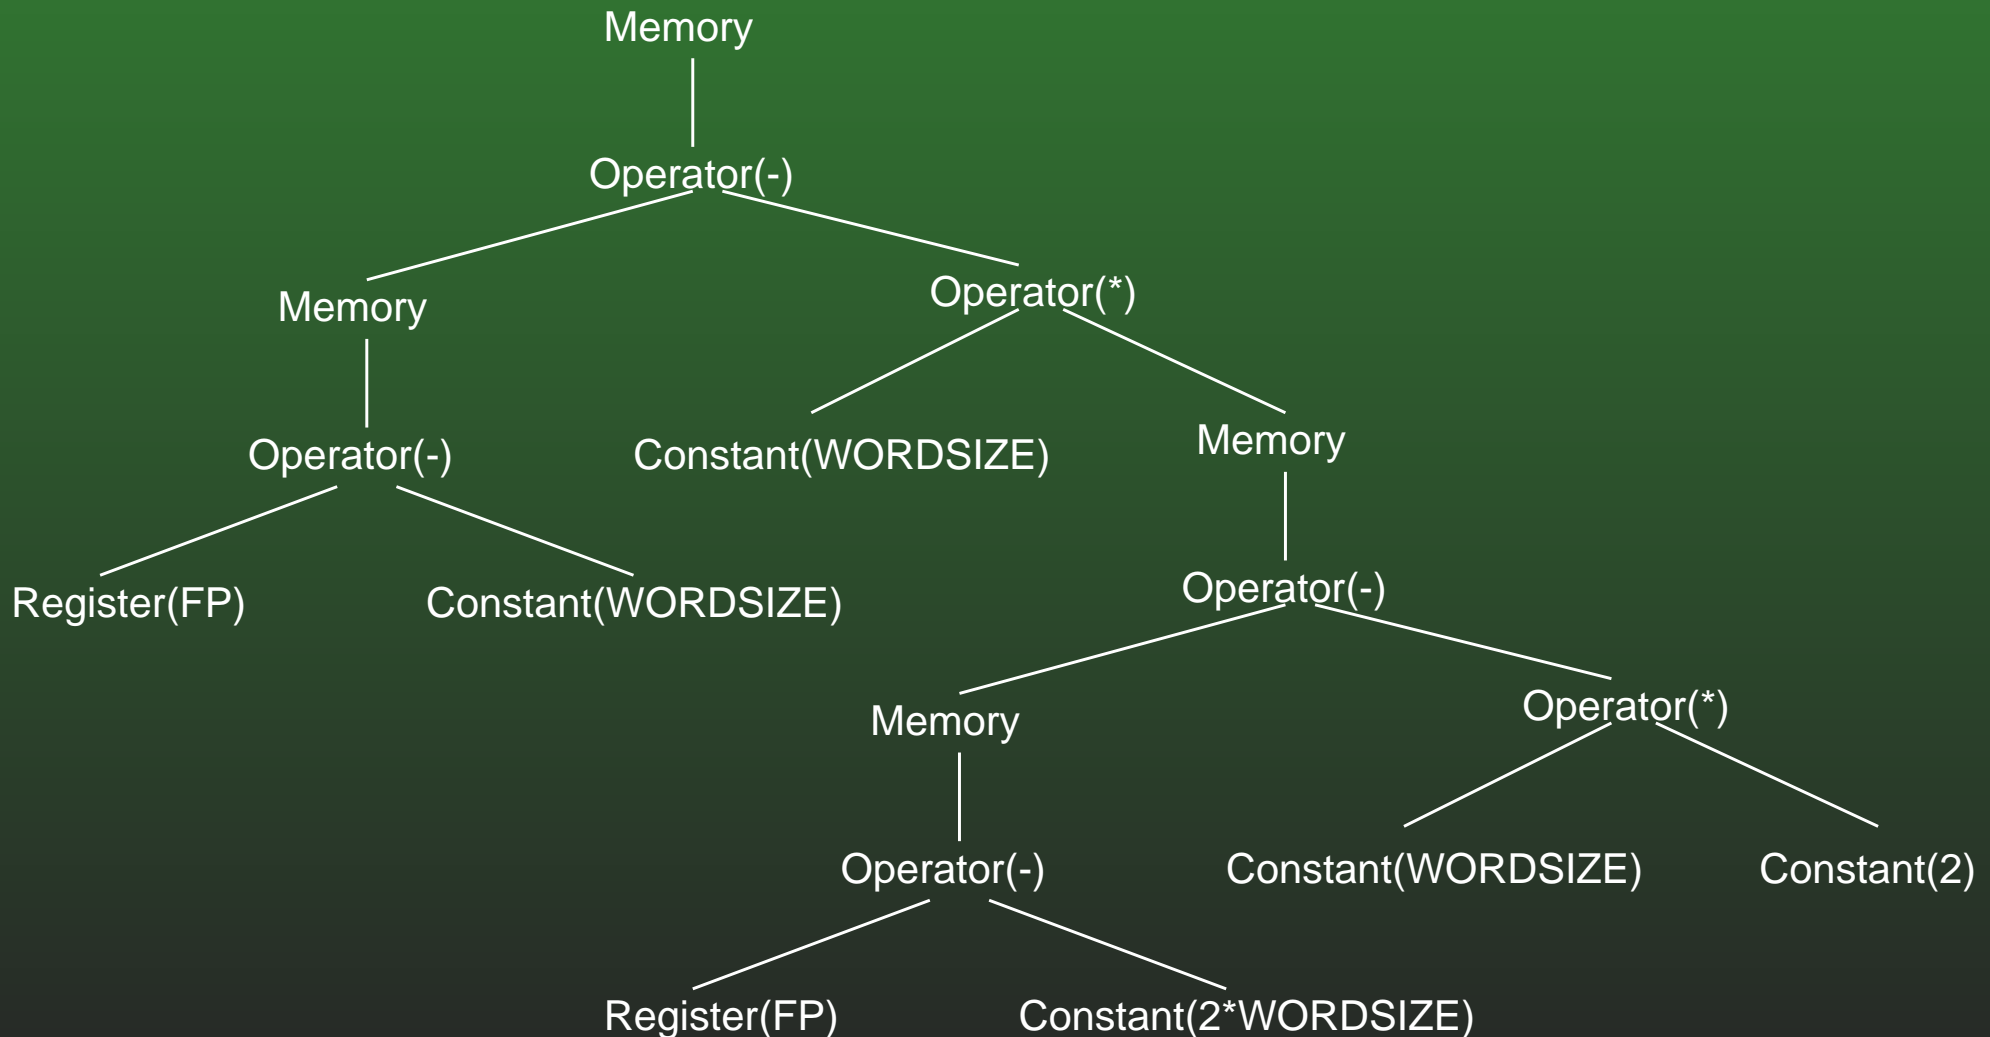 Memory
Operator(-)
Memory
Operator(*)
Operator(-)
Constant(WORDSIZE)
Memory
Register(FP)
Constant(WORDSIZE)
Operator(-)
Memory
Operator(*)
Operator(-)
Constant(WORDSIZE)
Constant(2)
Register(FP)
Constant(2*WORDSIZE)